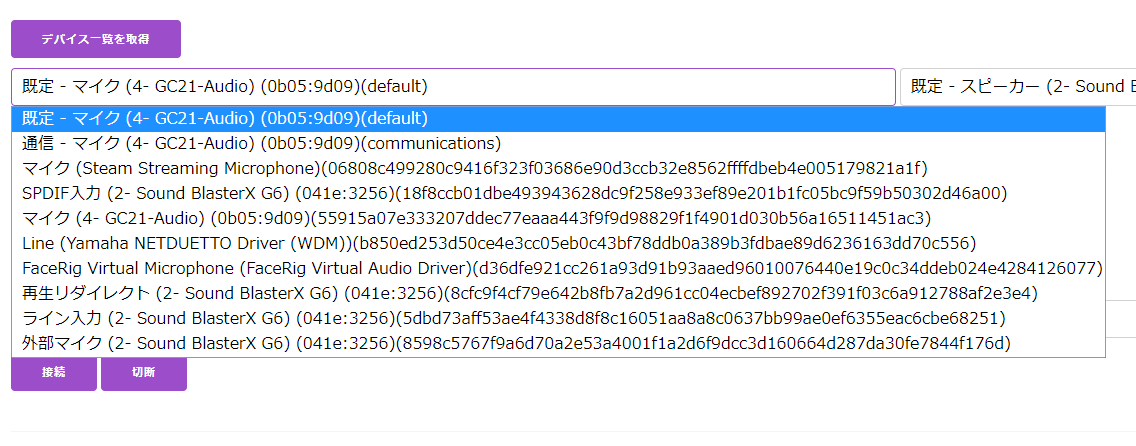 デバイス一覧を取得
既定 - マイク (4- GC21-Audio) (0b05:9d09)(default)
既定 - スピーカー (2- Sound
既定 - マイク (4- GC21-Audio) (0b05:9d09)(default)
通信 - マイク (4- GC21-Audio) (0b05:9d09)(communications)
マイク (Steam Streaming Microphone)(06808c499280c9416f323f03686e90d3ccb32e8562ffffdbeb4e005179821a1f)
SPDIF入力 (2- Sound BlasterX G6) (041e:3256)(18f8ccb01dbe493943628dc9f258e933ef89e201b1fc05bc9f59b50302d46a00)
マイク (4- GC21-Audio) (0b05:9d09)(55915a07e333207ddec77eaaa443f9f9d98829f1f4901d030b56a16511451ac3)
Line (Yamaha NETDUETTO Driver (WDM))(b850ed253d50ce4e3cc05eb0c43bf78ddb0a389b3fdbae89d6236163dd70c556)
FaceRig Virtual Microphone (FaceRig Virtual Audio Driver)(d36dfe921cc261a93d91b93aaed96010076440e19c0c34ddeb024e4284126077)
再生リダイレクト (2- Sound BlasterX G6) (041e:3256)(8cfc9f4cf79e642b8fb7a2d961cc04ecbef892702f391f03c6a912788af2e3e4)
ライン入力 (2- Sound BlasterX G6) (041e:3256)(5dbd73aff53ae4f4338d8f8c16051aa8a8c0637bb99ae0ef6355eac6cbe68251)
外部マイク (2- Sound BlasterX G6) (041e:3256)(8598c5767f9a6d70a2e53a4001f1a2d6f9dcc3d160664d287da30fe7844f176d)
接続
切断